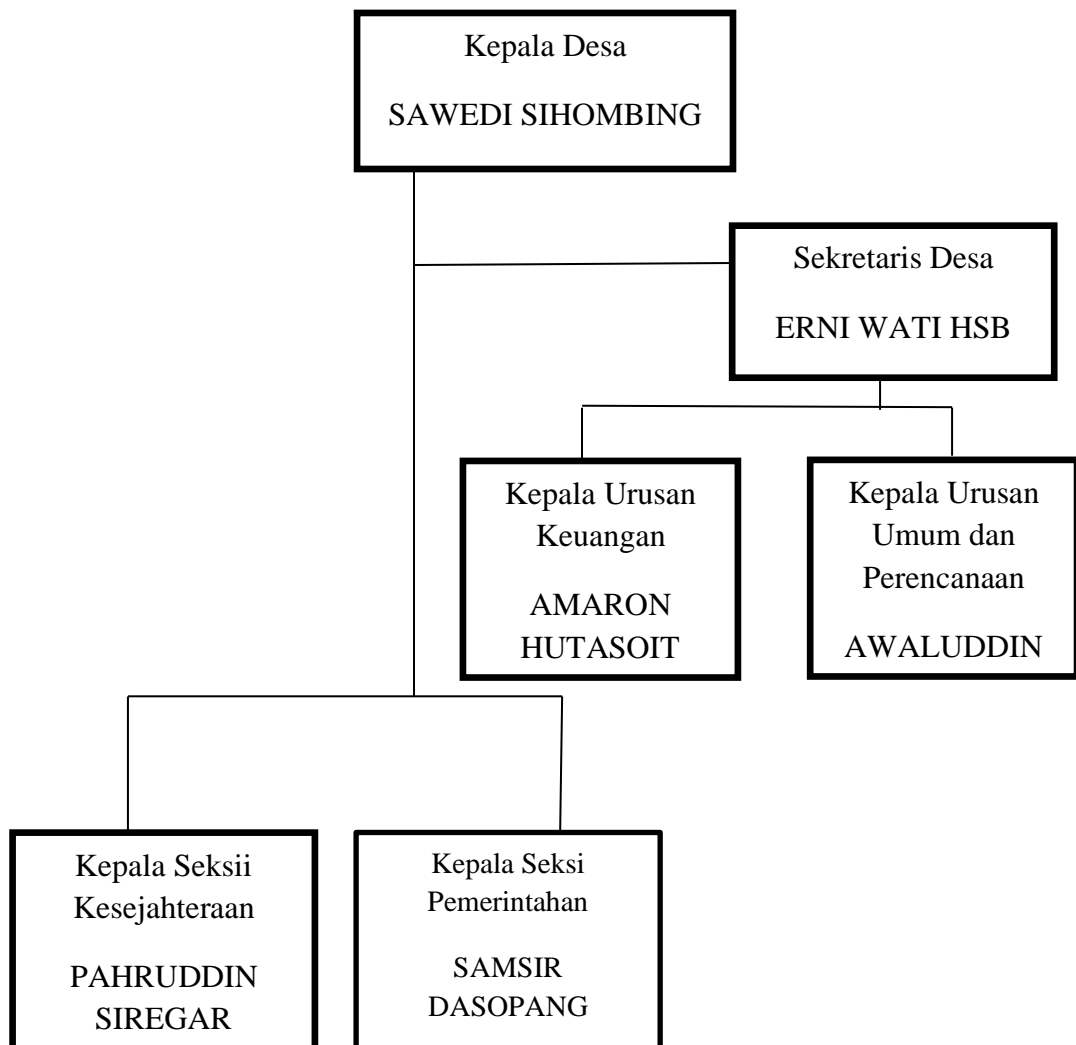 Kepala Desa
SAWEDI SIHOMBING
Sekretaris Desa
ERNI WATI HSB
Kepala Urusan
Keuangan
AMARON
HUTASOIT
Kepala Urusan
Umum dan
Perencanaan
AWALUDDIN
Kepala Seksii
Kesejahteraan
PAHRUDDIN
SIREGAR
Kepala Seksi
Pemerintahan
SAMSIR
DASOPANG